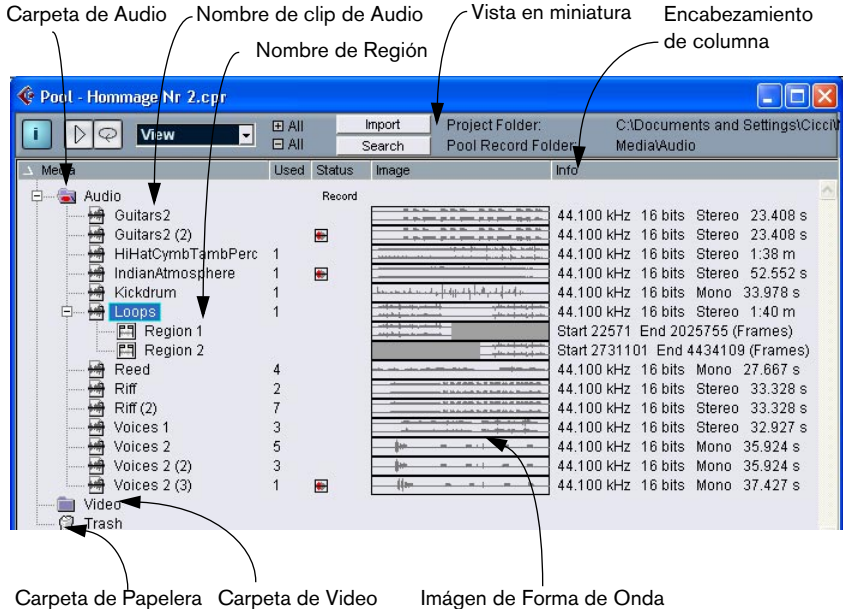 Carpeta de Audio Nombre de clip de Audio Vista en miniatura Encabezamiento
de columna
Nombre de Región
Pool - Hommage Nr 2.cpr
i View All Import Project Folder: C:\Documents and Settings\Cicci\
All Search Pool Record Folder: Media\Audio
Media Used Status Image Info
Audio Record
Guitars2 44.100 kHz 16 bits Stereo 23.408 s
Guitars2 (2) 44.100 kHz 16 bits Stereo 23.408 s
HiHatCymbTambPerc 1 44.100 kHz 16 bits Stereo 1:38 m
IndianAtmosphere 1 44.100 kHz 16 bits Stereo 52.552 s
Kickdrum 1 44.100 kHz 16 bits Mono 33.978 s
Loops 1 44.100 kHz 16 bits Stereo 1:40 m
Region 1 Start 22571 End 2025755 (Frames)
Region 2 Start 2731101 End 4434109 (Frames)
Reed 4 44.100 kHz 16 bits Mono 27.667 s
Riff 2 44.100 kHz 16 bits Stereo 33.328 s
Riff (2) 7 44.100 kHz 16 bits Stereo 33.328 s
Voices 1 3 44.100 kHz 16 bits Stereo 32.927 s
Voices 2 5 44.100 kHz 16 bits Mono 35.924 s
Voices 2 (2) 3 44.100 kHz 16 bits Mono 35.924 s
Voices 2 (3) 1 44.100 kHz 16 bits Mono 37.427 s
Video
Trash
Carpeta de Papelera Carpeta de Video Imágen de Forma de Onda